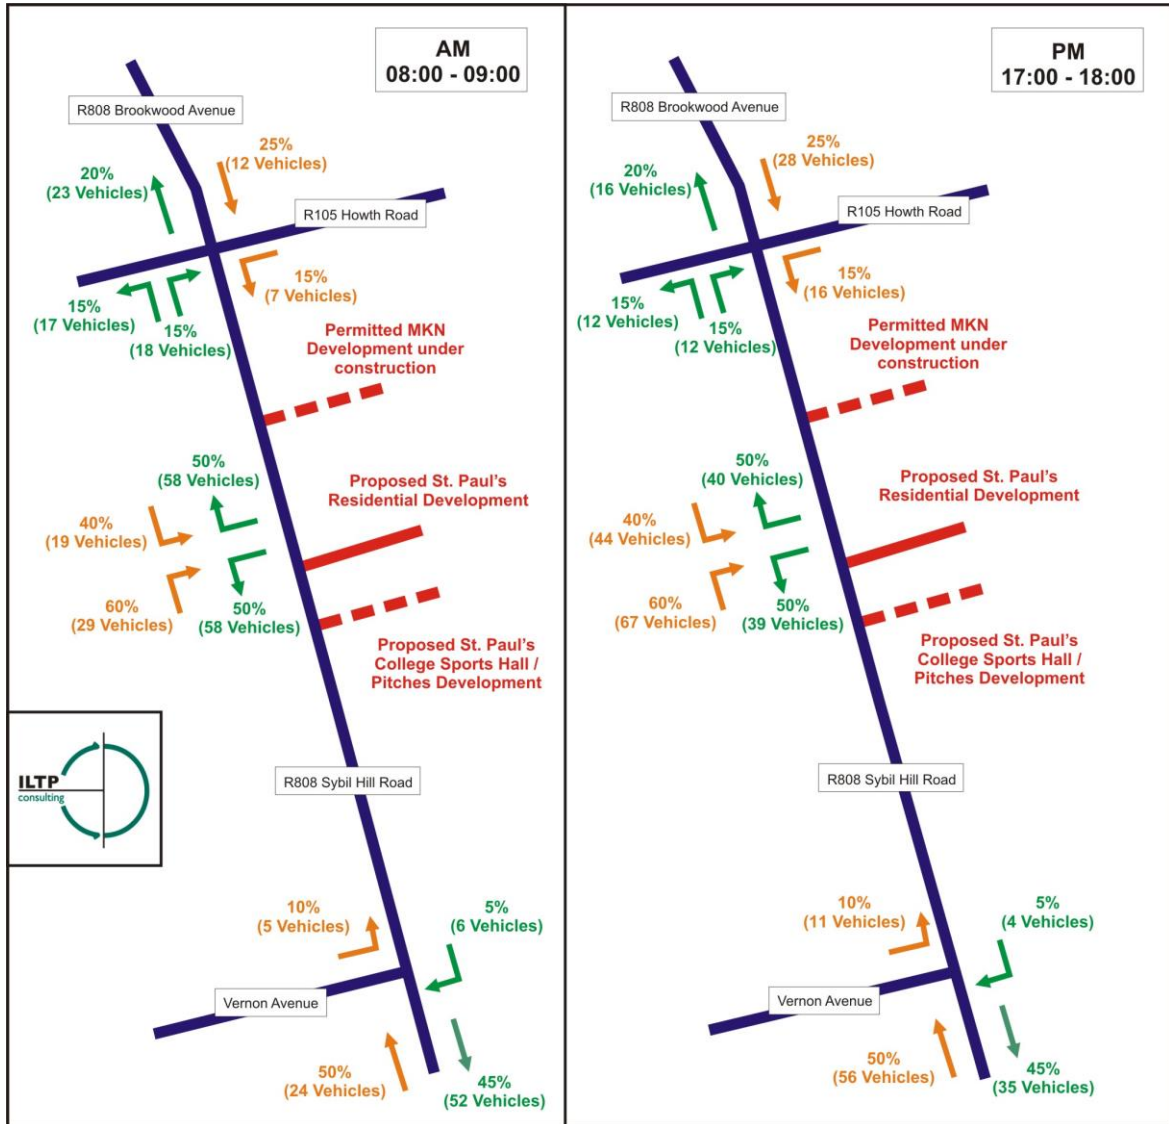 AM
08:00 - 09:00
R808 Brookwood Avenue
25%
(12 Vehicles)
20%
(23 Vehicles)
R105 Howth Road
15%
(7 Vehicles)
15%
(17 Vehicles)
15%
(18 Vehicles)
Permitted MKN
Development under
construction
50%
(58 Vehicles)
Proposed St. Paul's
Residential Development
40%
(19 Vehicles)
60%
(29 Vehicles)
50%
(58 Vehicles)
Proposed St. Paul's
College Sports Hall /
Pitches Development
ILTP
consulting
R808 Sybil Hill Road
10%
(5 Vehicles)
5%
(6 Vehicles)
Vernon Avenue
50%
(24 Vehicles)
45%
(52 Vehicles)
PM
17:00 - 18:00
R808 Brookwood Avenue
25%
(28 Vehicles)
20%
(16 Vehicles)
R105 Howth Road
15%
(16 Vehicles)
15%
(12 Vehicles)
15%
(12 Vehicles)
Permitted MKN
Development under
construction
50%
(40 Vehicles)
Proposed St. Paul's
Residential Development
40%
(44 Vehicles)
60%
(67 Vehicles)
50%
(39 Vehicles)
Proposed St. Paul's
College Sports Hall /
Pitches Development
R808 Sybil Hill Road
10%
(11 Vehicles)
5%
(4 Vehicles)
Vernon Avenue
50%
(56 Vehicles)
45%
(35 Vehicles)